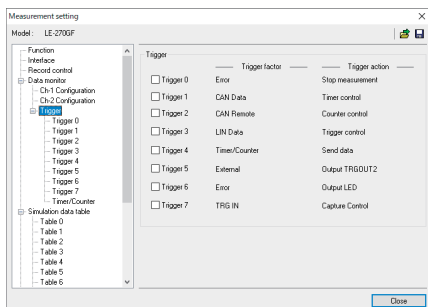 Measurement setting
Model : LE-270GF
Function
Interface
Record control
Data monitor
Ch-1 Configuration
Ch-2 Configuration
Trigger
Trigger 0
Trigger 1
Trigger 2
Trigger 3
Trigger 4
Trigger 5
Trigger 6
Trigger 7
Timer/Counter
Simulation data table
Table 0
Table 1
Table 2
Table 3
Table 4
Table 5
Table 6
Trigger
Trigger factor Trigger action
Trigger 0 Error Stop measurement
Trigger 1 CAN Data Timer control
Trigger 2 CAN Remote Counter control
Trigger 3 LIN Data Trigger control
Trigger 4 Timer/Counter Send data
Trigger 5 External Output TRGOUT2
Trigger 6 Error Output LED
Trigger 7 TRG IN Capture Control
Close